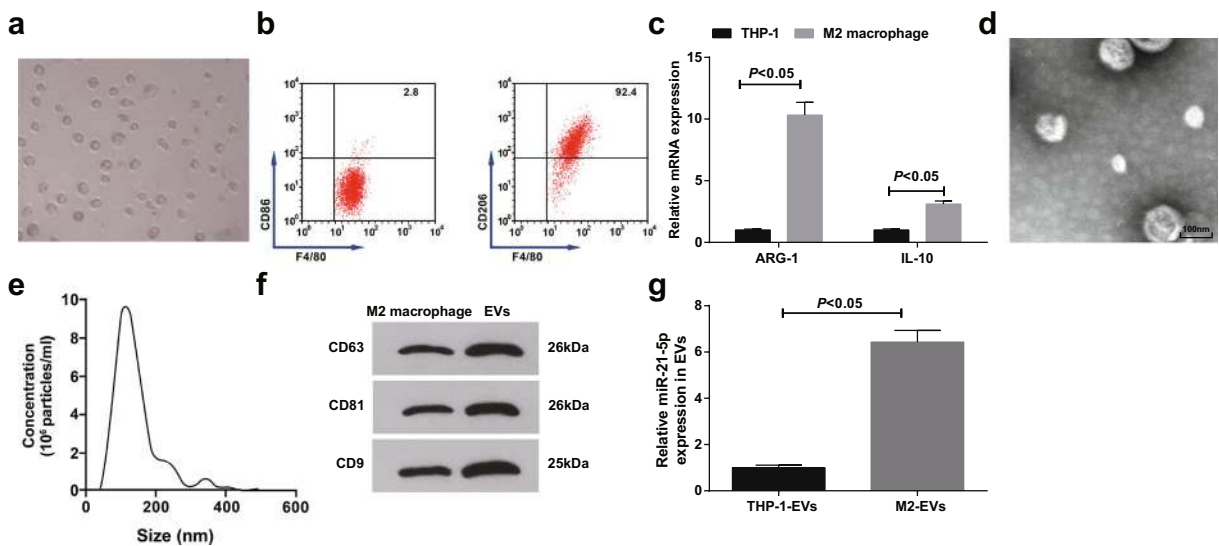 a
b
c
d
THP-1 M2 macrophage
2.8
92.4
10⁴
10³
10²
10¹
10⁰
10⁰ 10¹ 10² 10³ 10⁴
CD86
F4/80
10⁴
10³
10²
10¹
10⁰
10⁰ 10¹ 10² 10³ 10⁴
CD206
F4/80
Relative mRNA expression
15
10
5
0
P<0.05
P<0.05
ARG-1 IL-10
100nm
e
f
g
Concentration
(10⁶ particles/ml)
10
8
6
4
2
0
0 200 400 600
Size (nm)
M2 macrophage EVs
CD63 26kDa
CD81 26kDa
CD9 25kDa
Relative miR-21-5p
expression in EVs
8
6
4
2
0
P<0.05
THP-1-EVs M2-EVs